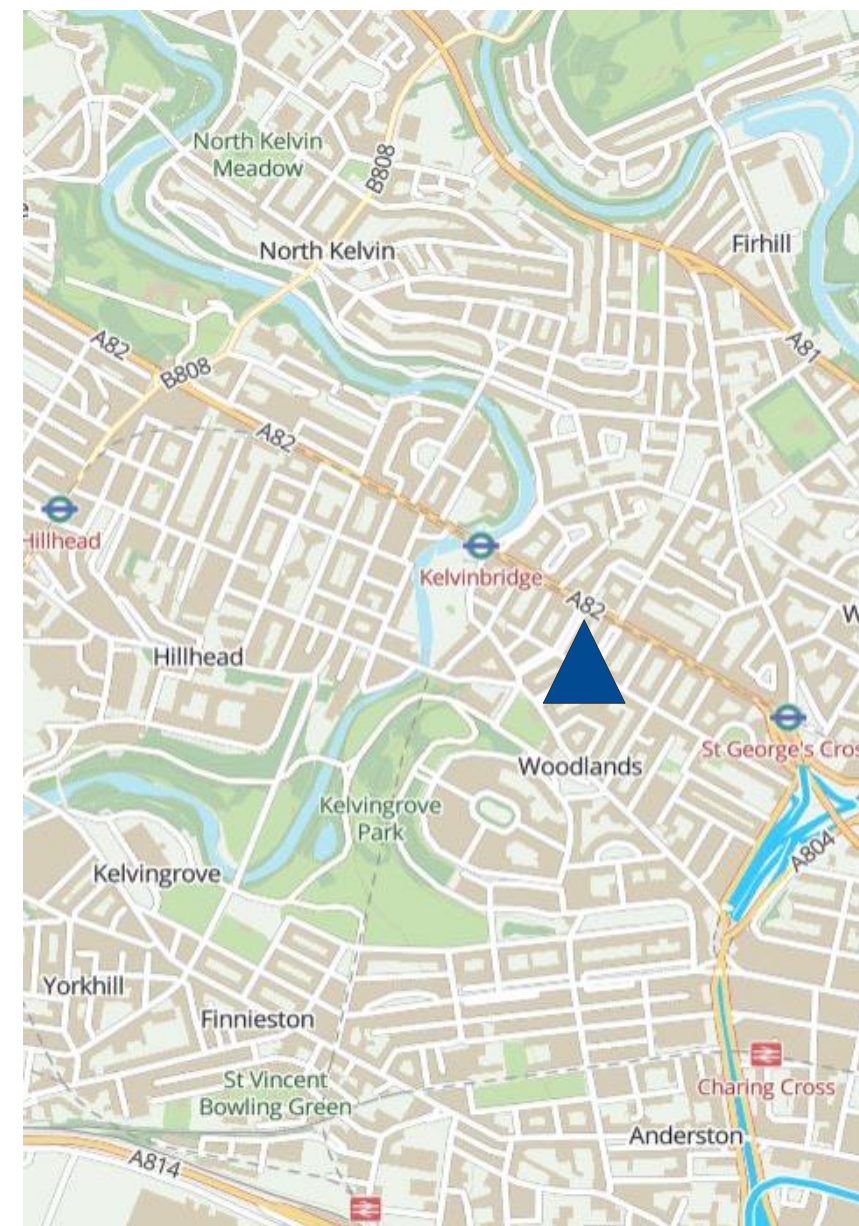 North Kelvin
Meadow
B808
North Kelvin
Firhill
A82
B808
A81
A82
Hillhead
Kelvinbridge
A82
W
Hillhead
St George's Cros
Woodlands
Kelvingrove
Park
A804
Kelvingrove
Yorkhill
Finnieston
St Vincent
Bowling Green
Charing Cross
Anderston
A814